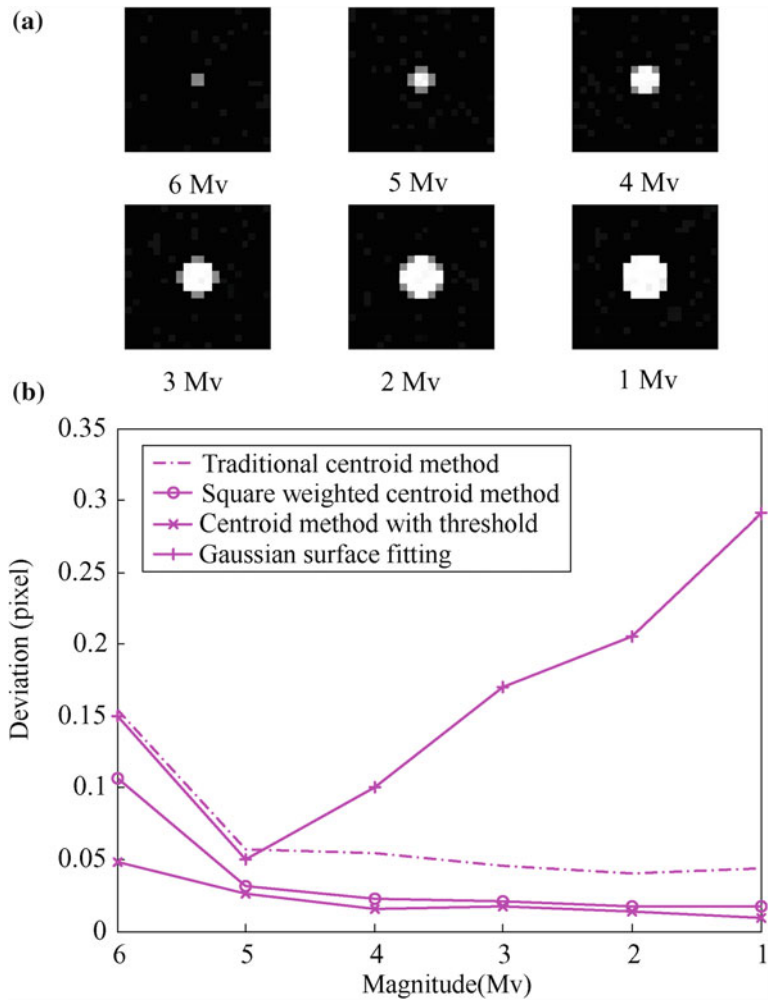 (a)
6 Mv 5 Mv 4 Mv
3 Mv 2 Mv 1 Mv
(b)
0.35
0.3
0.25
0.2
0.15
0.1
0.05
0
Deviation (pixel)
Traditional centroid method
Square weighted centroid method
Centroid method with threshold
Gaussian surface fitting
6 5 4 3 2 1
Magnitude(Mv)